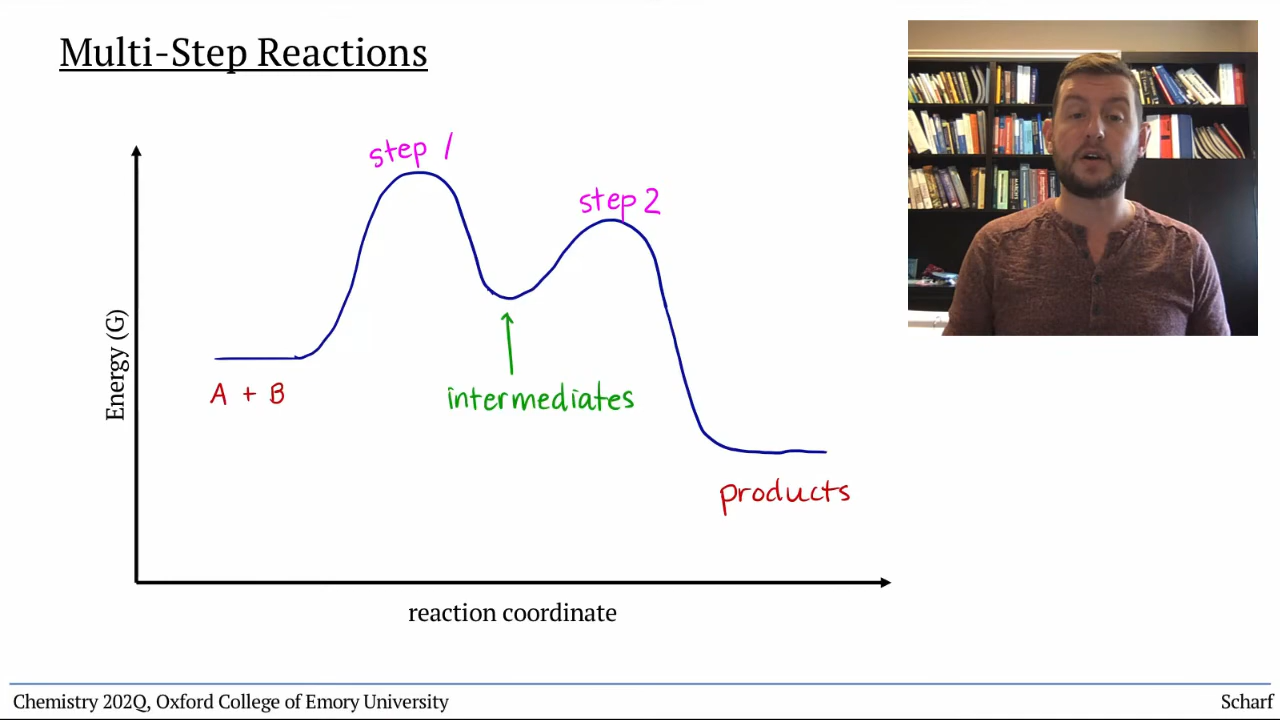 Multi-Step Reactions
step 1
step 2
Energy (G)
A + B
intermediates
products
reaction coordinate
Chemistry 202Q, Oxford College of Emory University
Scharf